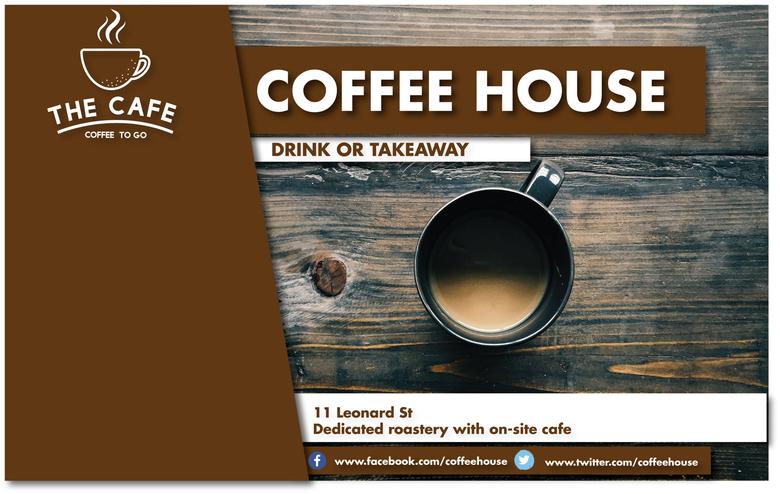 THE CAFE
COFFEE TO GO
COFFEE HOUSE
DRINK OR TAKEAWAY
11 Leonard St
Dedicated roastery with on-site cafe
www.facebook.com/coffeehouse
www.twitter.com/coffeehouse